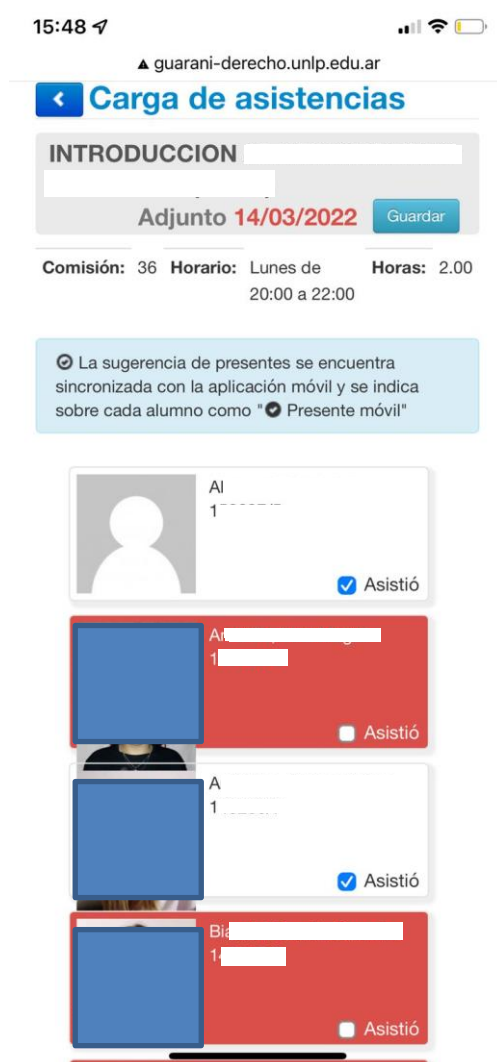 15:48
guarani-derecho.unlp.edu.ar
Carga de asistencias
INTRODUCCION
Adjunto 14/03/2022 Guardar
Comisión: 36 Horario: Lunes de Horas: 2.00
20:00 a 22:00
La sugerencia de presentes se encuentra
sincronizada con la aplicación móvil y se indica
sobre cada alumno como " Presente móvil"
Al
1
Asistió
1
Asistió
A
1
Asistió
Bia
Asistió